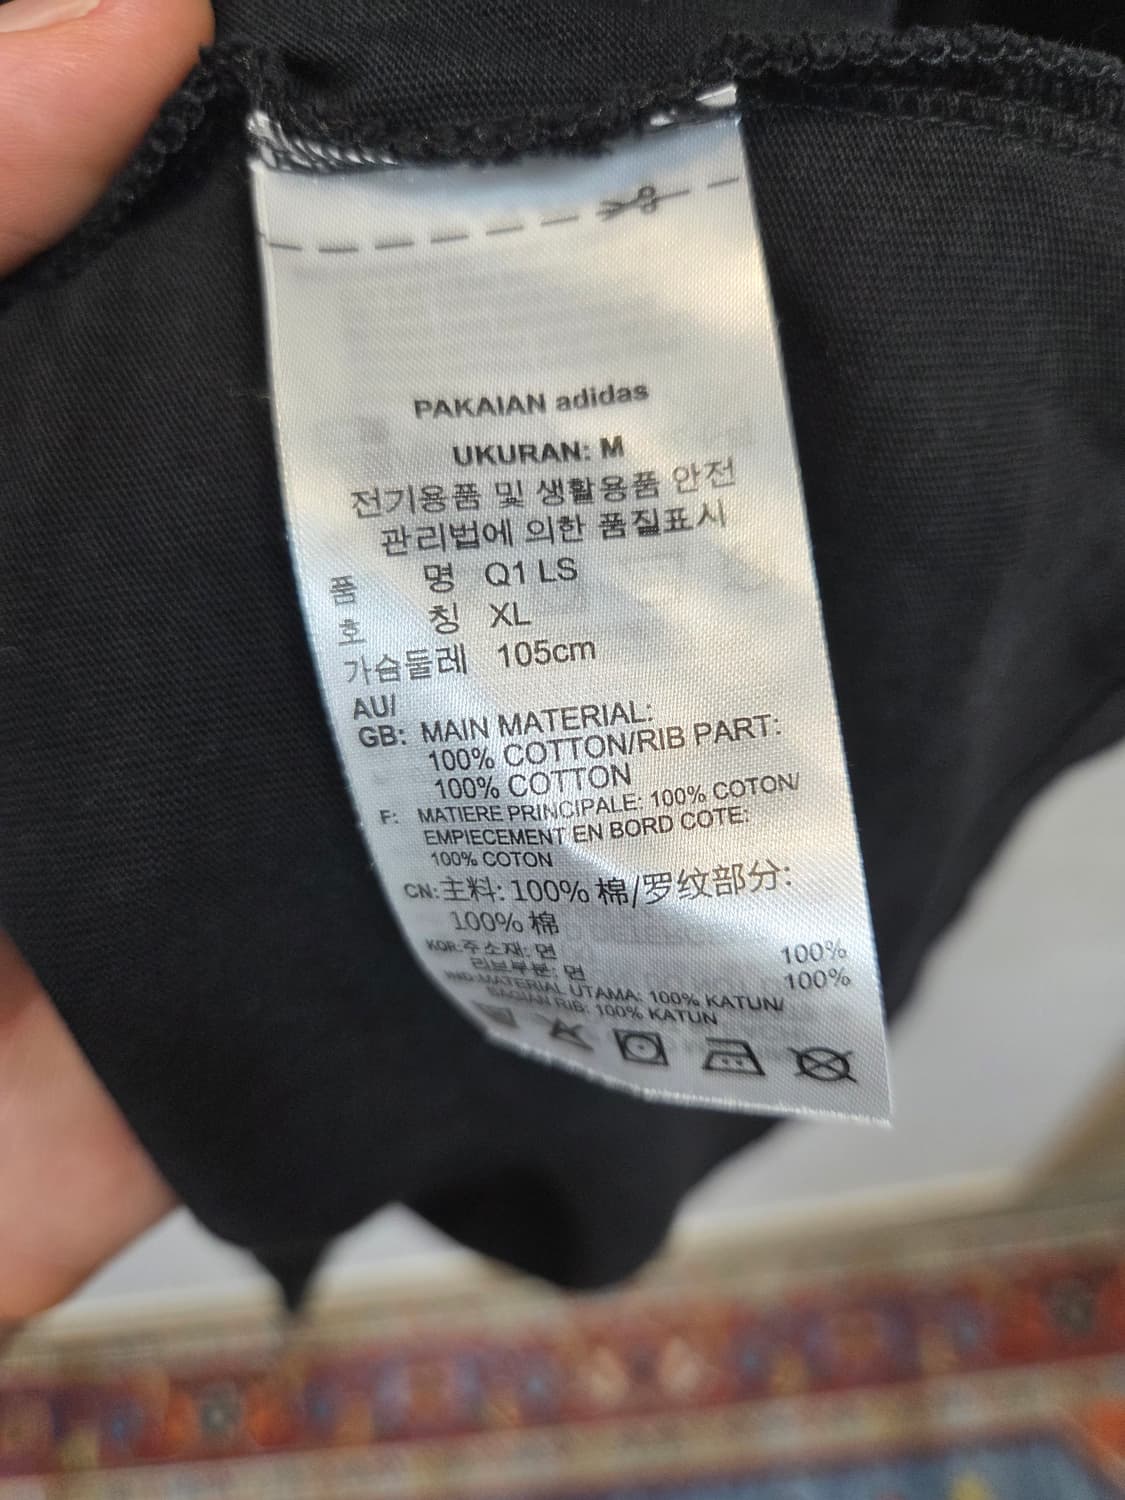 PAKAIAN adidas
UKURAN: M
전기용품 및 생활용품 안전
관리법에 의한 품질표시
품 명 Q1 LS
호 칭 XL
가슴둘레 105cm
AU/
GB: MAIN MATERIAL:
100% COTTON/RIB PART:
100% COTTON
F: MATIERE PRINCIPALE: 100% COTON/
EMPIECEMENT EN BORD COTE:
100% COTON
CN: 主料: 100% 棉/罗纹部分:
100% 棉
KOR: 주소재: 면 100%
리브부분: 면 100%
IND: MATERIAL UTAMA: 100% KATUN/
BAGIAN RIB: 100% KATUN